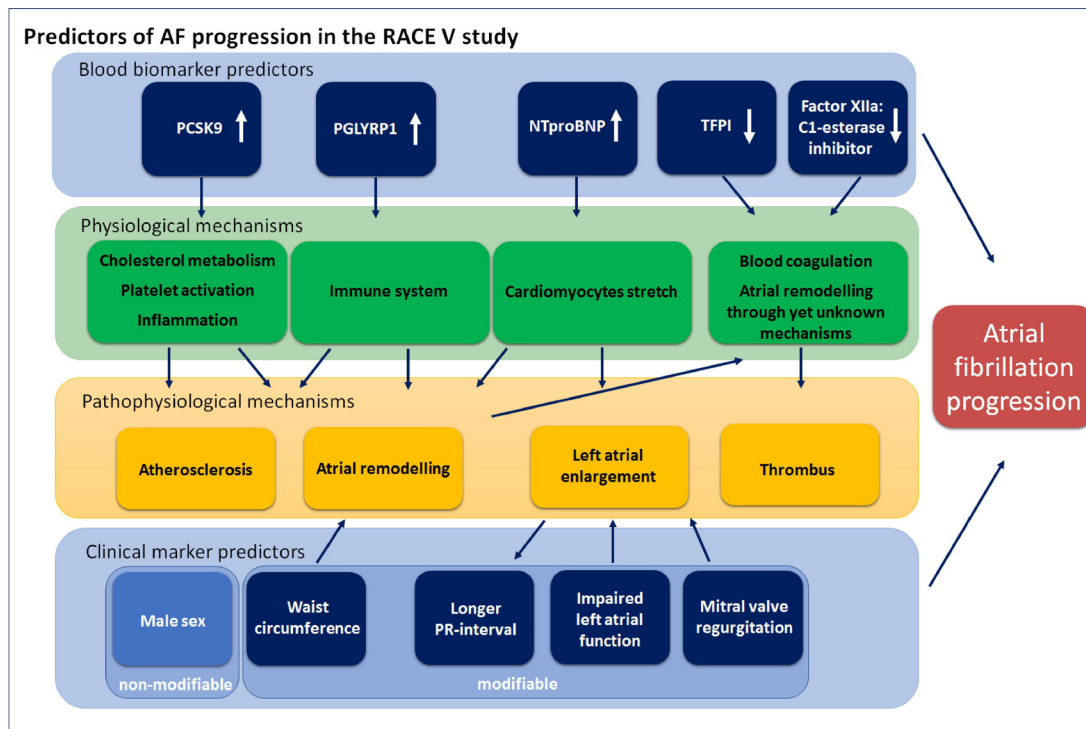 Predictors of AF progression in the RACE V study
Blood biomarker predictors
PCSK9
PGLYRP1
NTproBNP
TFPI
Factor XIIa:
C1-esterase
inhibitor
Physiological mechanisms
Cholesterol metabolism
Platelet activation
Inflammation
Immune system
Cardiomyocytes stretch
Blood coagulation
Atrial remodelling
through yet unknown
mechanisms
Atrial
fibrillation
progression
Pathophysiological mechanisms
Atherosclerosis
Atrial remodelling
Left atrial
enlargement
Thrombus
Clinical marker predictors
Male sex
non-modifiable
Waist
circumference
Longer
PR-interval
Impaired
left atrial
function
Mitral valve
regurgitation
modifiable